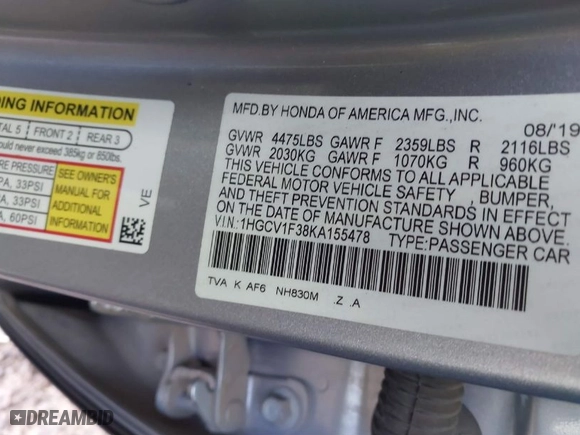 DING INFORMATION
TAL 5 FRONT 2 REAR 3
ould never exceed 385kg or 850lbs.
E PRESSURE
PA, 33PSI
A, 33PSI
A, 60PSI
SEE OWNER'S
MANUAL FOR
ADDITIONAL
INFORMATION
VE
MFD.BY HONDA OF AMERICA MFG.,INC. 08/'19
GVWR 4475LBS GAWR F 2359LBS R 2116LBS
GVWR 2030KG GAWR F 1070KG R 960KG
THIS VEHICLE CONFORMS TO ALL APPLICABLE
FEDERAL MOTOR VEHICLE SAFETY , BUMPER,
AND THEFT PREVENTION STANDARDS IN EFFECT
ON THE DATE OF MANUFACTURE SHOWN ABOVE.
V.I.N.:1HGCV1F38KA155478 TYPE:PASSENGER CAR
TVA K AF6 NH830M .Z .A
DREAMBID